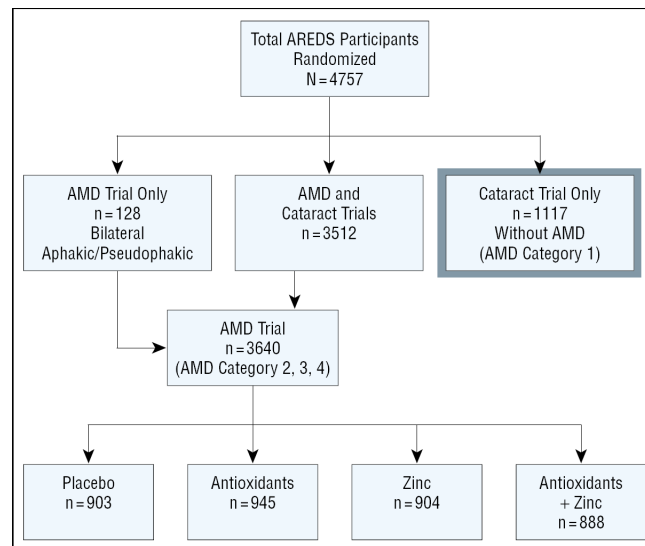 Total AREDS Participants
Randomized
N = 4757
AMD Trial Only
n = 128
Bilateral
Aphakic/Pseudophakic
AMD and
Cataract Trials
n = 3512
Cataract Trial Only
n = 1117
Without AMD
(AMD Category 1)
AMD Trial
n = 3640
(AMD Category 2, 3, 4)
Placebo
n = 903
Antioxidants
n = 945
Zinc
n = 904
Antioxidants
+ Zinc
n = 888